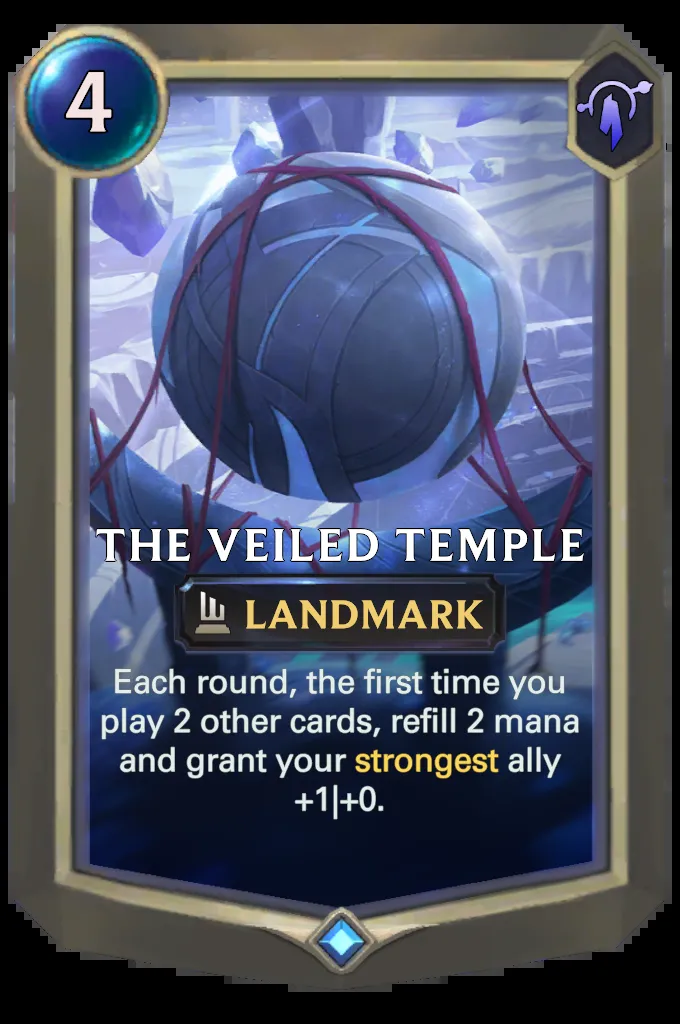 4
THE VEILED TEMPLE
LANDMARK
Each round, the first time you
play 2 other cards, refill 2 mana
and grant your strongest ally
+1|+0.